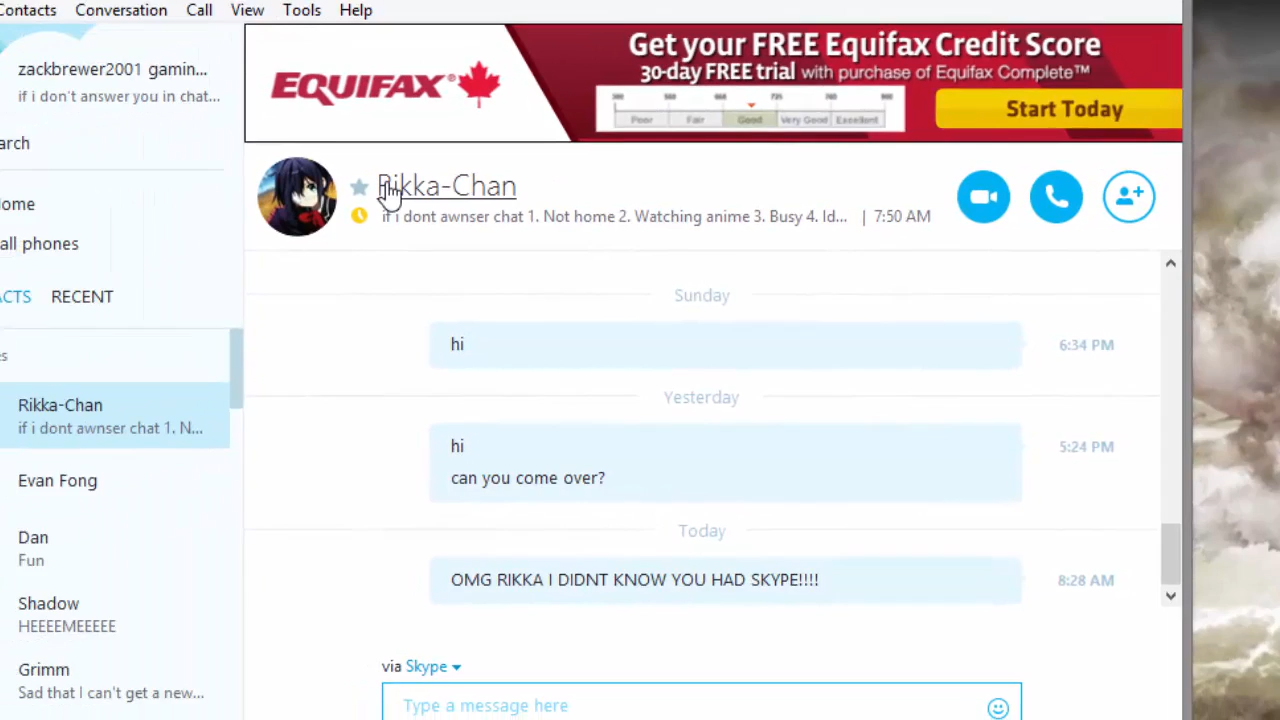 Contacts Conversation Call View Tools Help
zackbrewer2001 gamin...
if i don't answer you in chat...
arch
ome
all phones
ACTS RECENT
es
Rikka-Chan
if i dont awnser chat 1. N...
Evan Fong
Dan
Fun
Shadow
HEEEEMEEEEE
Grimm
Sad that I can't get a new...
EQUIFAX
Get your FREE Equifax Credit Score
30-day FREE trial with purchase of Equifax Complete™
Poor Fair Good Very Good Excellent
Start Today
Rikka-Chan
if i dont awnser chat 1. Not home 2. Watching anime 3. Busy 4. Id... | 7:50 AM
Sunday
hi 6:34 PM
Yesterday
hi 5:24 PM
can you come over?
Today
OMG RIKKA I DIDNT KNOW YOU HAD SKYPE!!!! 8:28 AM
via Skype
Type a message here